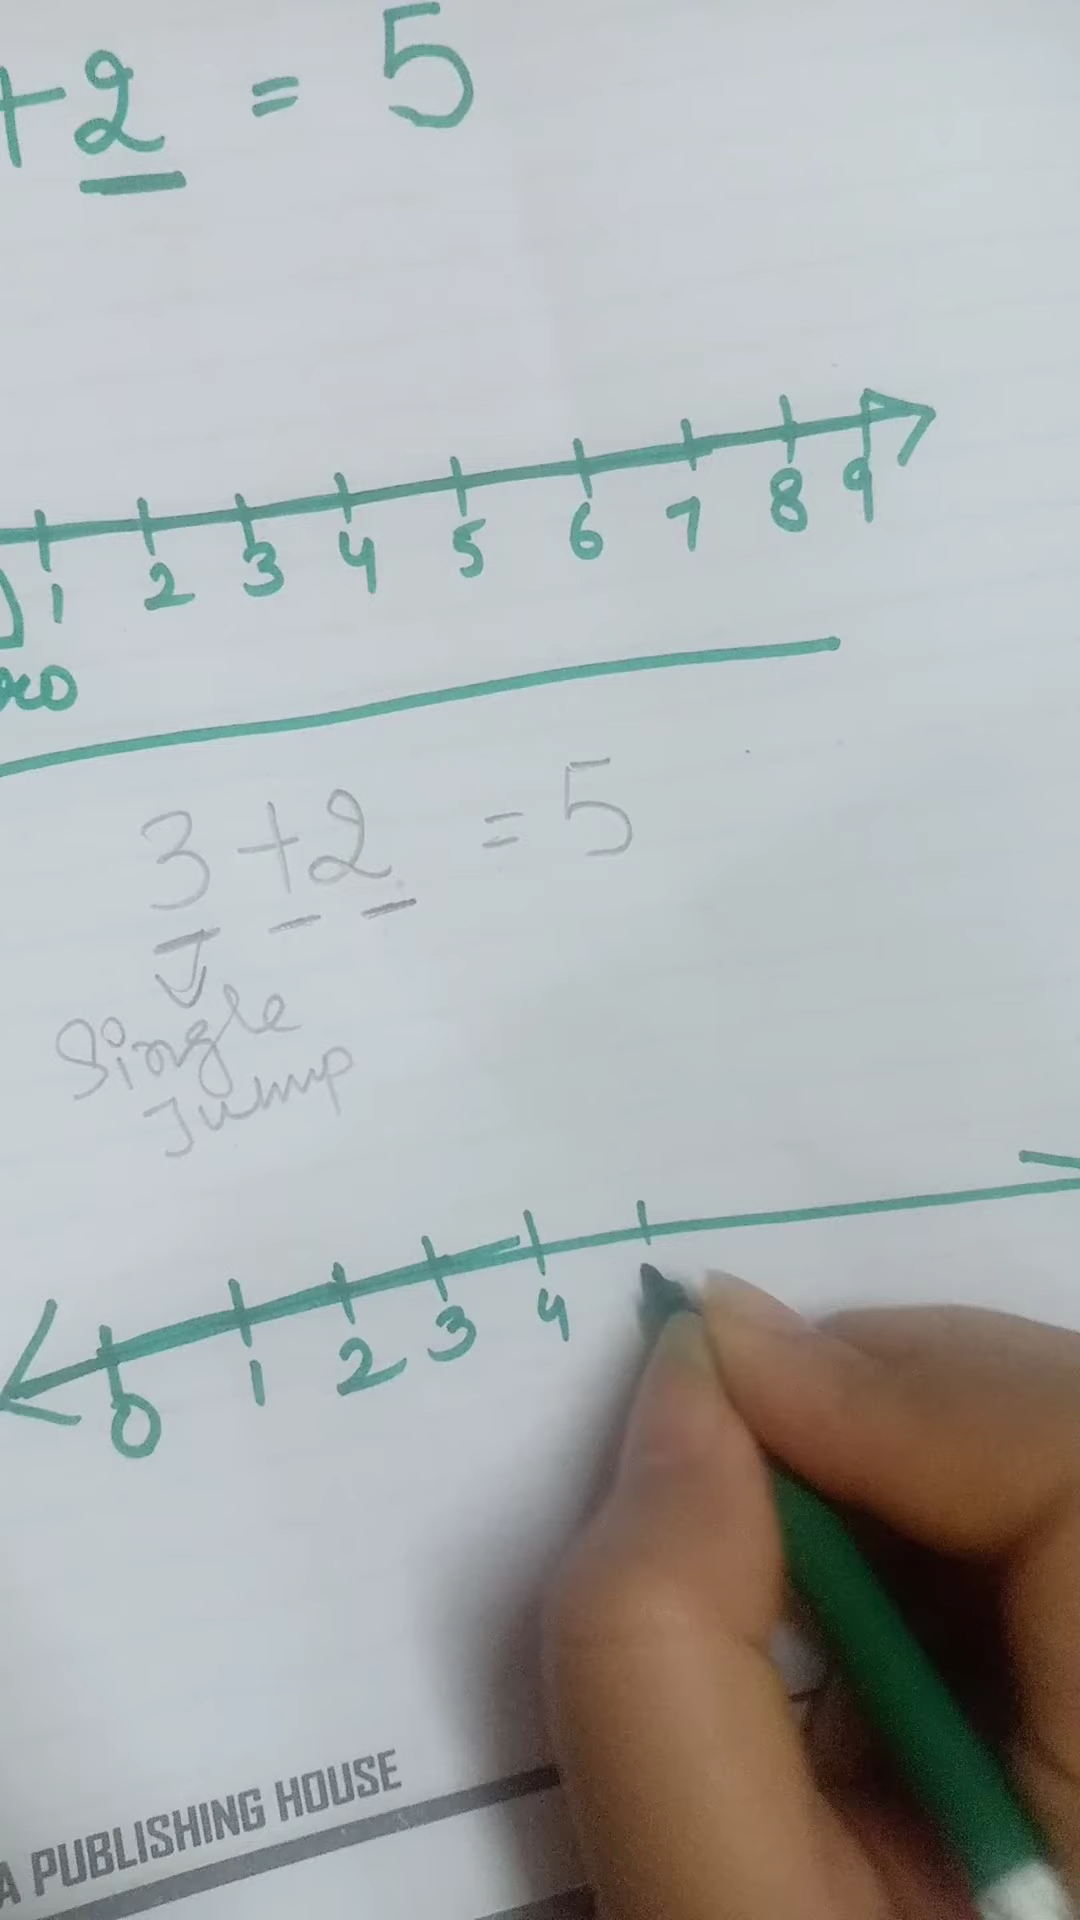 +2 = 5
1 2 3 4 5 6 7 8 9
3 + 2 = 5
Single
Jump
0 1 2 3 4
A PUBLISHING HOUSE